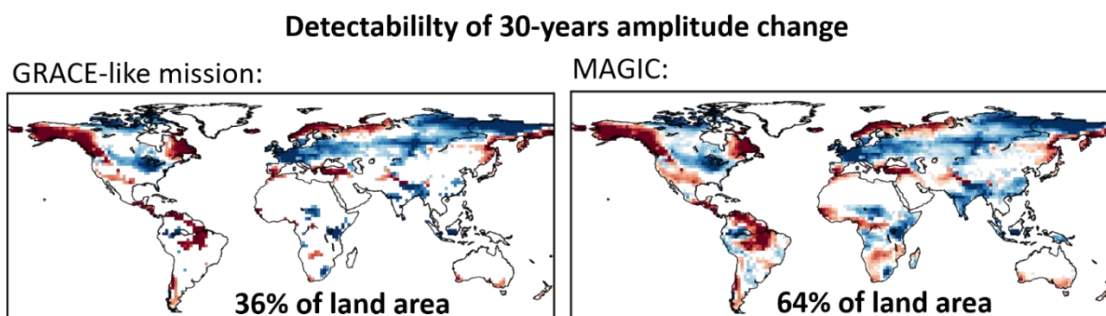 Detectabililty of 30-years amplitude change
GRACE-like mission:
MAGIC:
36% of land area
64% of land area